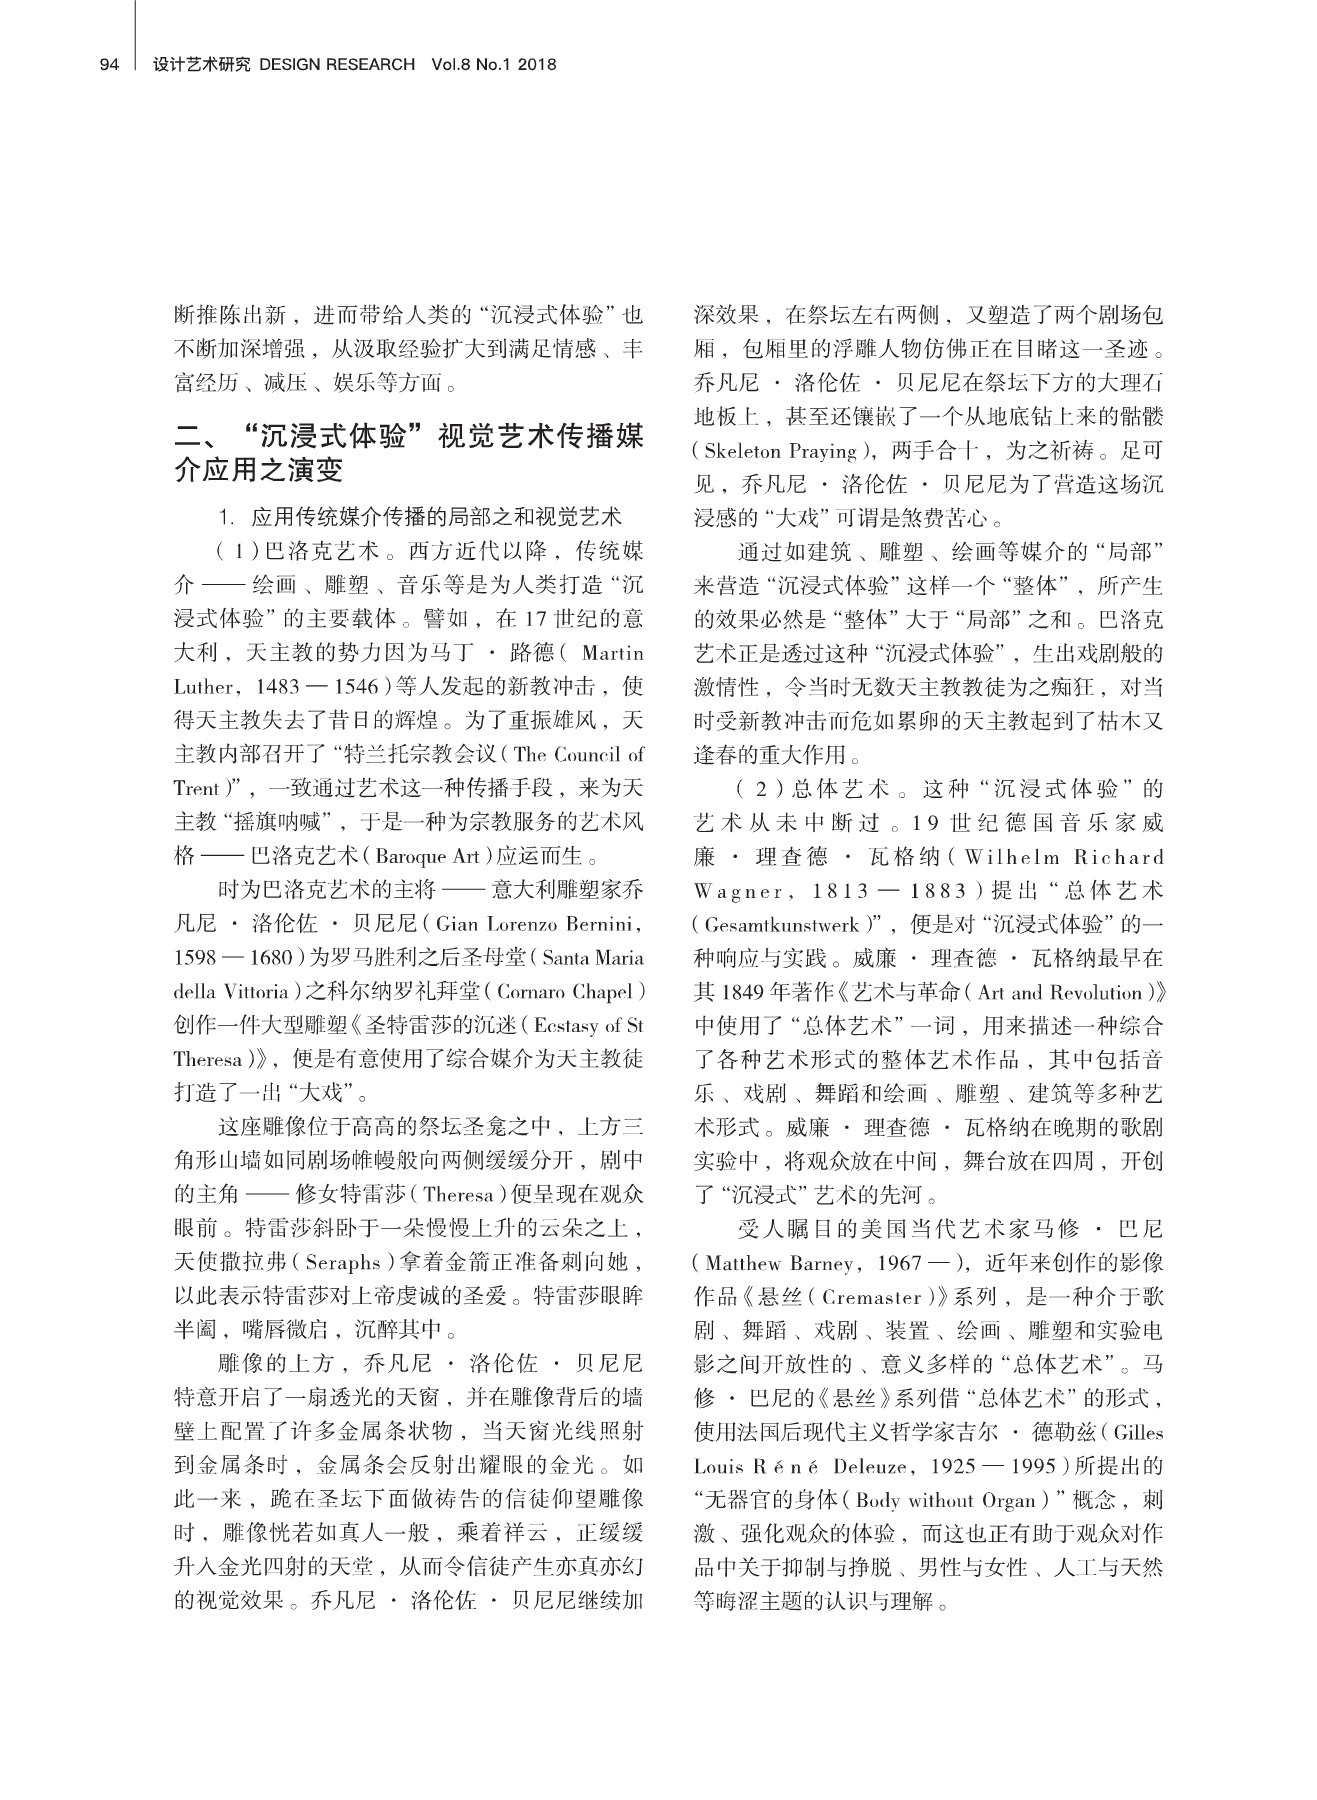 94 设计艺术研究 DESIGN RESEARCH Vol.8 No.1 2018
断推陈出新，进而带给人类的“沉浸式体验”也
不断加深增强，从汲取经验扩大到满足情感、丰
富经历、减压、娱乐等方面。
二、“沉浸式体验”视觉艺术传播媒
介应用之演变
1. 应用传统媒介传播的局部之和视觉艺术
（1）巴洛克艺术。西方近代以降，传统媒
介——绘画、雕塑、音乐等是为人类打造“沉
浸式体验”的主要载体。譬如，在17世纪的意
大利，天主教的势力因为马丁·路德（Martin
Luther，1483—1546）等人发起的新教冲击，使
得天主教失去了昔日的辉煌。为了重振雄风，天
主教内部召开了“特兰托宗教会议（The Council of
Trent）”，一致通过艺术这一种传播手段，来为天
主教“摇旗呐喊”，于是一种为宗教服务的艺术风
格——巴洛克艺术（Baroque Art）应运而生。
时为巴洛克艺术的主将——意大利雕塑家乔
凡尼·洛伦佐·贝尼尼（Gian Lorenzo Bernini，
1598—1680）为罗马胜利之后圣母堂（Santa Maria
della Vittoria）之科尔纳罗礼拜堂（Cornaro Chapel）
创作一件大型雕塑《圣特雷莎的沉迷（Ecstasy of St
Theresa）》，便是有意使用了综合媒介为天主教徒
打造了一出“大戏”。
这座雕像位于高高的祭坛圣龛之中，上方三
角形山墙如同剧场帷幔般向两侧缓缓分开，剧中
的主角——修女特雷莎（Theresa）便呈现在观众
眼前。特雷莎斜卧于一朵慢慢上升的云朵之上，
天使撒拉弗（Seraphs）拿着金箭正准备刺向她，
以此表示特雷莎对上帝虔诚的圣爱。特雷莎眼眸
半阖，嘴唇微启，沉醉其中。
雕像的上方，乔凡尼·洛伦佐·贝尼尼
特意开启了一扇透光的天窗，并在雕像背后的墙
壁上配置了许多金属条状物，当天窗光线照射
到金属条时，金属条会反射出耀眼的金光。如
此一来，跪在圣坛下面做祷告的信徒仰望雕像
时，雕像恍若如真人一般，乘着祥云，正缓缓
升入金光四射的天堂，从而令信徒产生亦真亦幻
的视觉效果。乔凡尼·洛伦佐·贝尼尼继续加
深效果，在祭坛左右两侧，又塑造了两个剧场包
厢，包厢里的浮雕人物仿佛正在目睹这一圣迹。
乔凡尼·洛伦佐·贝尼尼在祭坛下方的大理石
地板上，甚至还镶嵌了一个从地底钻上来的骷髅
（Skeleton Praying），两手合十，为之祈祷。足可
见，乔凡尼·洛伦佐·贝尼尼为了营造这场沉
浸感的“大戏”可谓是煞费苦心。
通过如建筑、雕塑、绘画等媒介的“局部”
来营造“沉浸式体验”这样一个“整体”，所产生
的效果必然是“整体”大于“局部”之和。巴洛克
艺术正是透过这种“沉浸式体验”，生出戏剧般的
激情性，令当时无数天主教教徒为之痴狂，对当
时受新教冲击而危如累卵的天主教起到了枯木又
逢春的重大作用。
（2）总体艺术。这种“沉浸式体验”的
艺术从未中断过。19世纪德国音乐家威
廉·理查德·瓦格纳（Wilhelm Richard
Wagner，1813—1883）提出“总体艺术
（Gesamtkunstwerk）”，便是对“沉浸式体验”的一
种响应与实践。威廉·理查德·瓦格纳最早在
其1849年著作《艺术与革命（Art and Revolution）》
中使用了“总体艺术”一词，用来描述一种综合
了各种艺术形式的整体艺术作品，其中包括音
乐、戏剧、舞蹈和绘画、雕塑、建筑等多种艺
术形式。威廉·理查德·瓦格纳在晚期的歌剧
实验中，将观众放在中间，舞台放在四周，开创
了“沉浸式”艺术的先河。
受人瞩目的美国当代艺术家马修·巴尼
（Matthew Barney，1967—），近年来创作的影像
作品《悬丝（Cremaster）》系列，是一种介于歌
剧、舞蹈、戏剧、装置、绘画、雕塑和实验电
影之间开放性的、意义多样的“总体艺术”。马
修·巴尼的《悬丝》系列借“总体艺术”的形式，
使用法国后现代主义哲学家吉尔·德勒兹（Gilles
Louis Réné Deleuze，1925—1995）所提出的
“无器官的身体（Body without Organ）”概念，刺
激、强化观众的体验，而这也正有助于观众对作
品中关于抑制与挣脱、男性与女性、人工与天然
等晦涩主题的认识与理解。